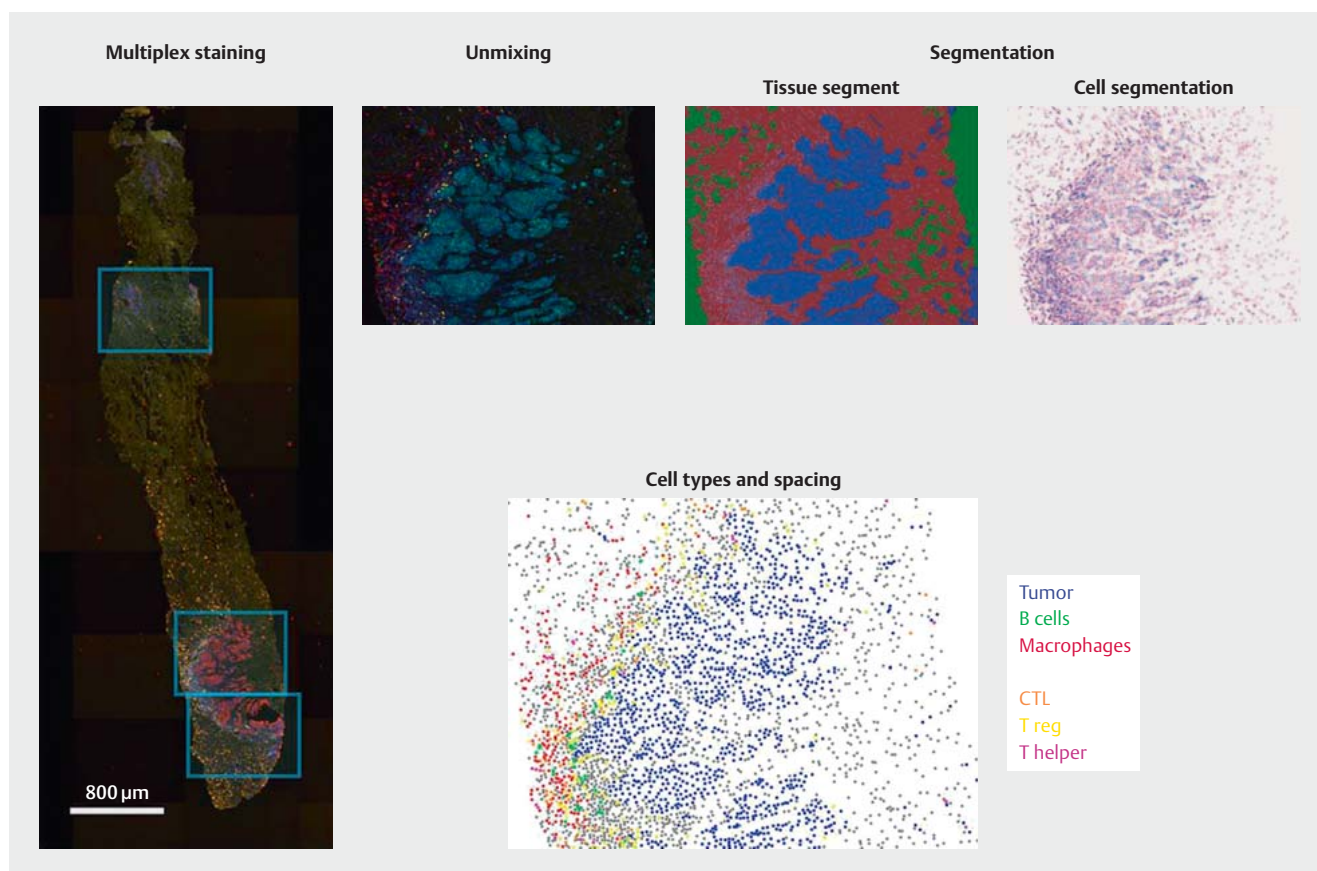 Multiplex staining
Unmixing
Segmentation
Tissue segment
Cell segmentation
800 µm
Cell types and spacing
Tumor
B cells
Macrophages
CTL
T reg
T helper